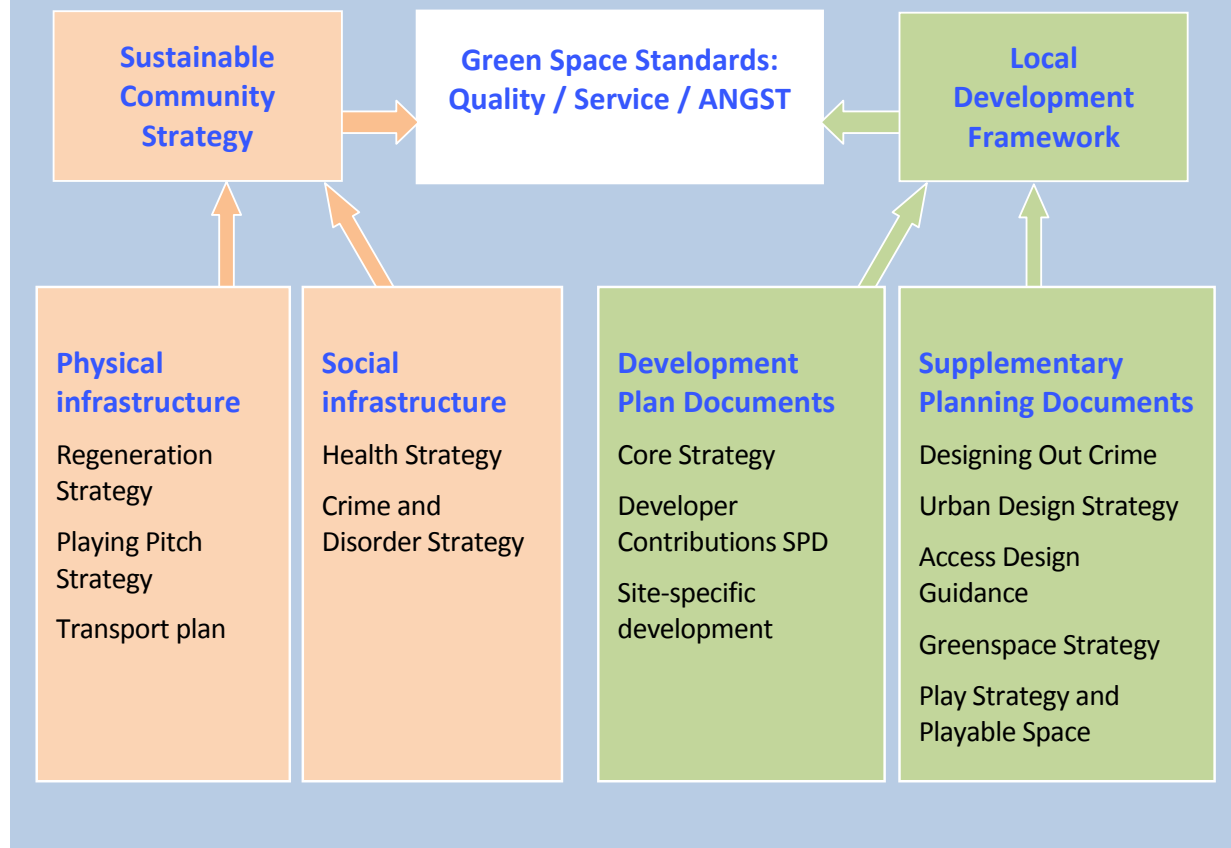 Sustainable
Community
Strategy
Green Space Standards:
Quality / Service / ANGST
Local
Development
Framework
Physical
infrastructure
Regeneration
Strategy
Playing Pitch
Strategy
Transport plan
Social
infrastructure
Health Strategy
Crime and
Disorder Strategy
Development
Plan Documents
Core Strategy
Developer
Contributions SPD
Site-specific
development
Supplementary
Planning Documents
Designing Out Crime
Urban Design Strategy
Access Design
Guidance
Greenspace Strategy
Play Strategy and
Playable Space